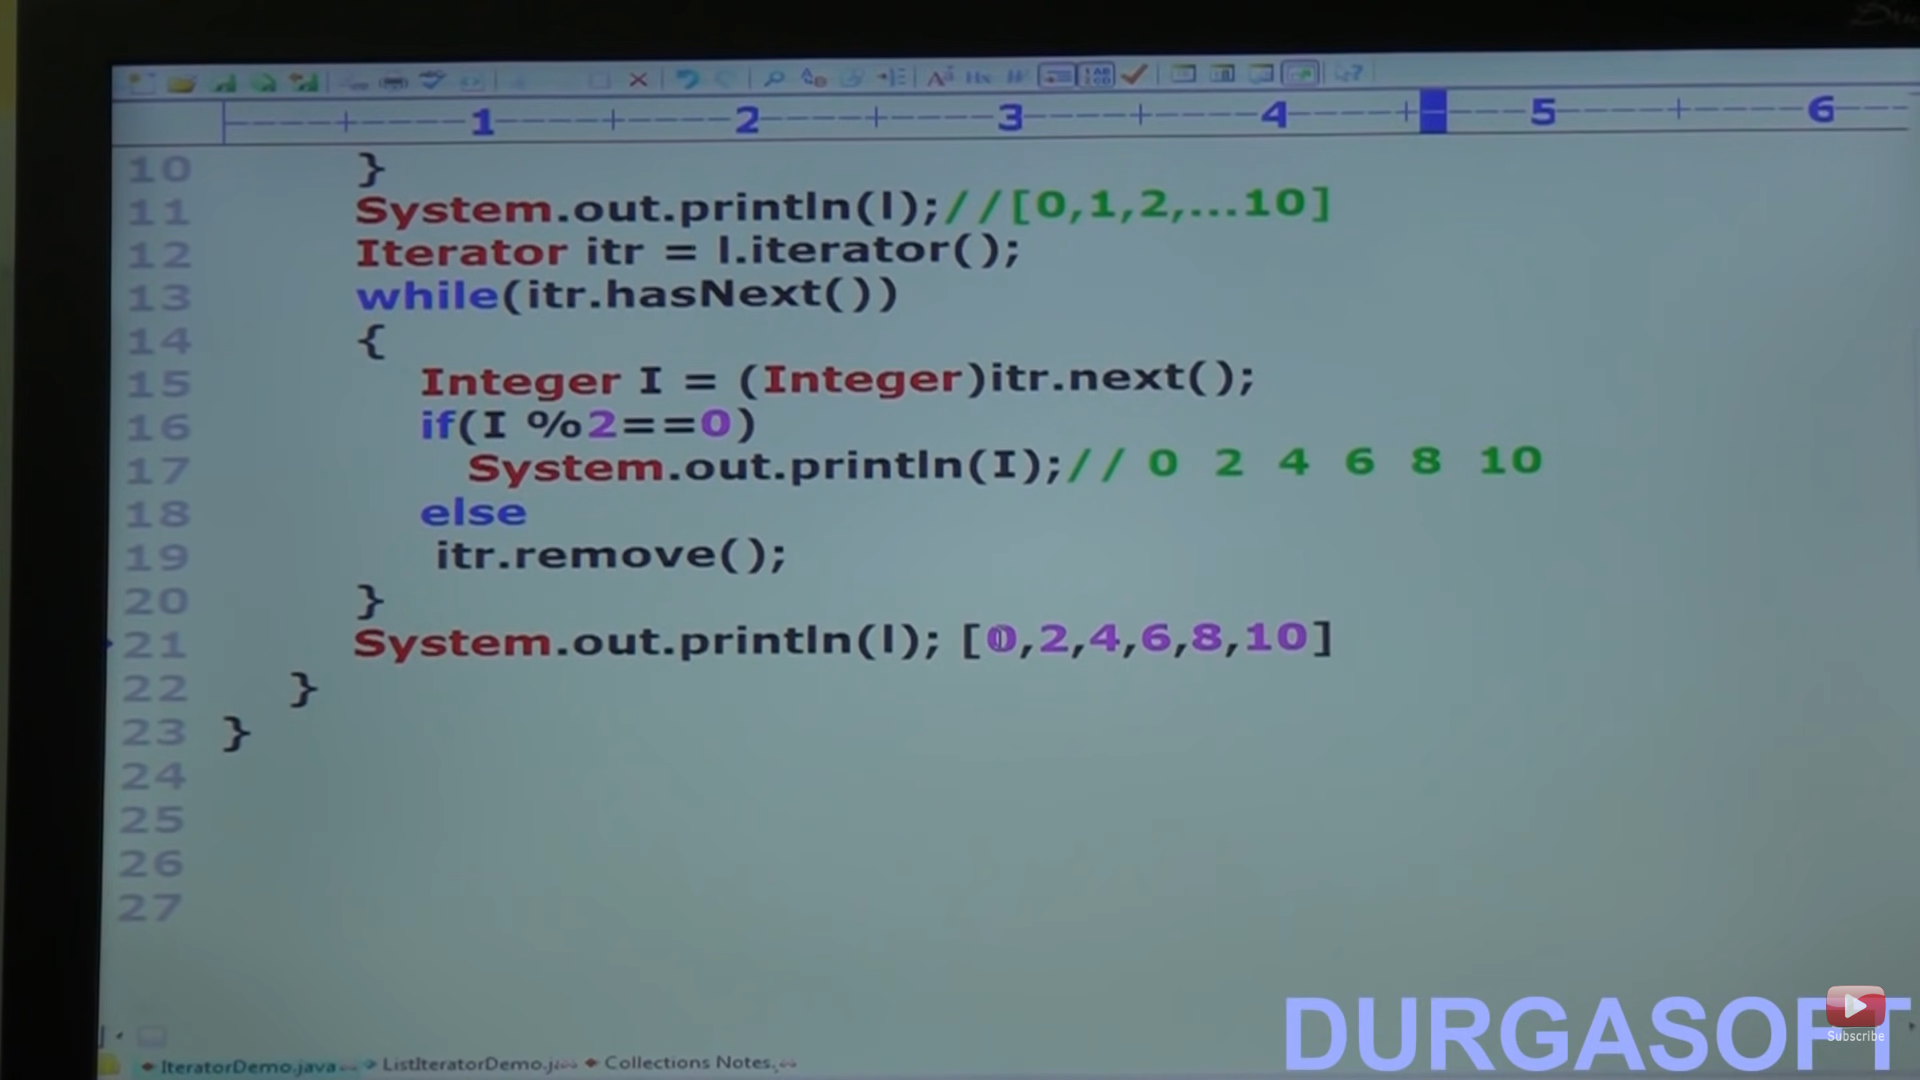 1 2 3 4 5 6
10 }
11 System.out.println(l);//[0,1,2,...10]
12 Iterator itr = l.iterator();
13 while(itr.hasNext())
14 {
15 Integer I = (Integer)itr.next();
16 if(I %2==0)
17 System.out.println(I);// 0 2 4 6 8 10
18 else
19 itr.remove();
20 }
21 System.out.println(l); [0,2,4,6,8,10]
22 }
23 }
24
25
26
27
DURGASOFT
Subscribe
IteratorDemo.java ListIteratorDemo.j Collections Notes.